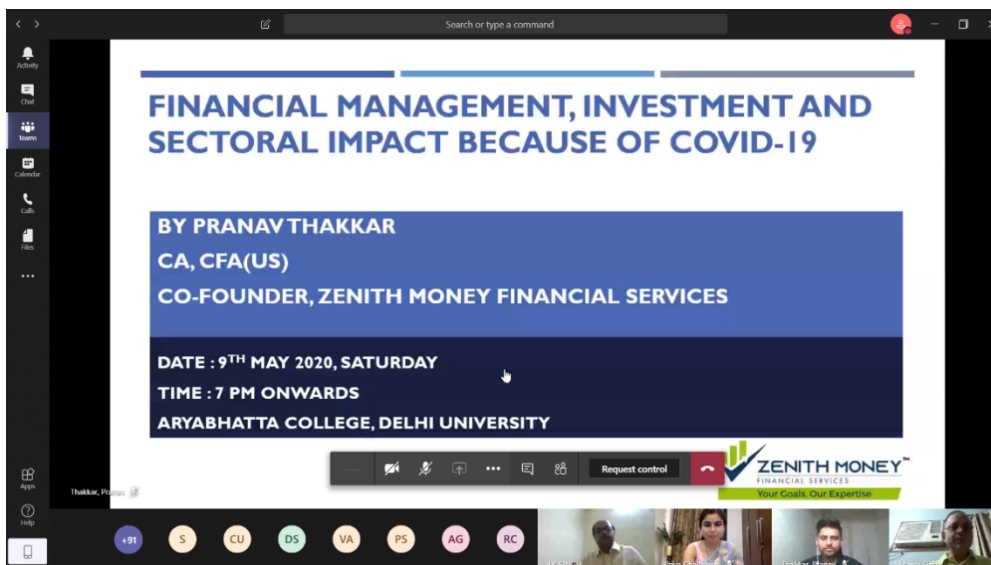 Search or type a command
Activity
Chat
Teams
Calendar
Calls
Files
Apps
Help
FINANCIAL MANAGEMENT, INVESTMENT AND
SECTORAL IMPACT BECAUSE OF COVID-19
BY PRANAV THAKKAR
CA, CFA(US)
CO-FOUNDER, ZENITH MONEY FINANCIAL SERVICES
DATE : 9TH MAY 2020, SATURDAY
TIME : 7 PM ONWARDS
ARYABHATTA COLLEGE, DELHI UNIVERSITY
Request control
ZENITH MONEY
FINANCIAL SERVICES
Your Goals, Our Expertise
Thakkar,
+91
S
CU
DS
VA
PS
AG
RC